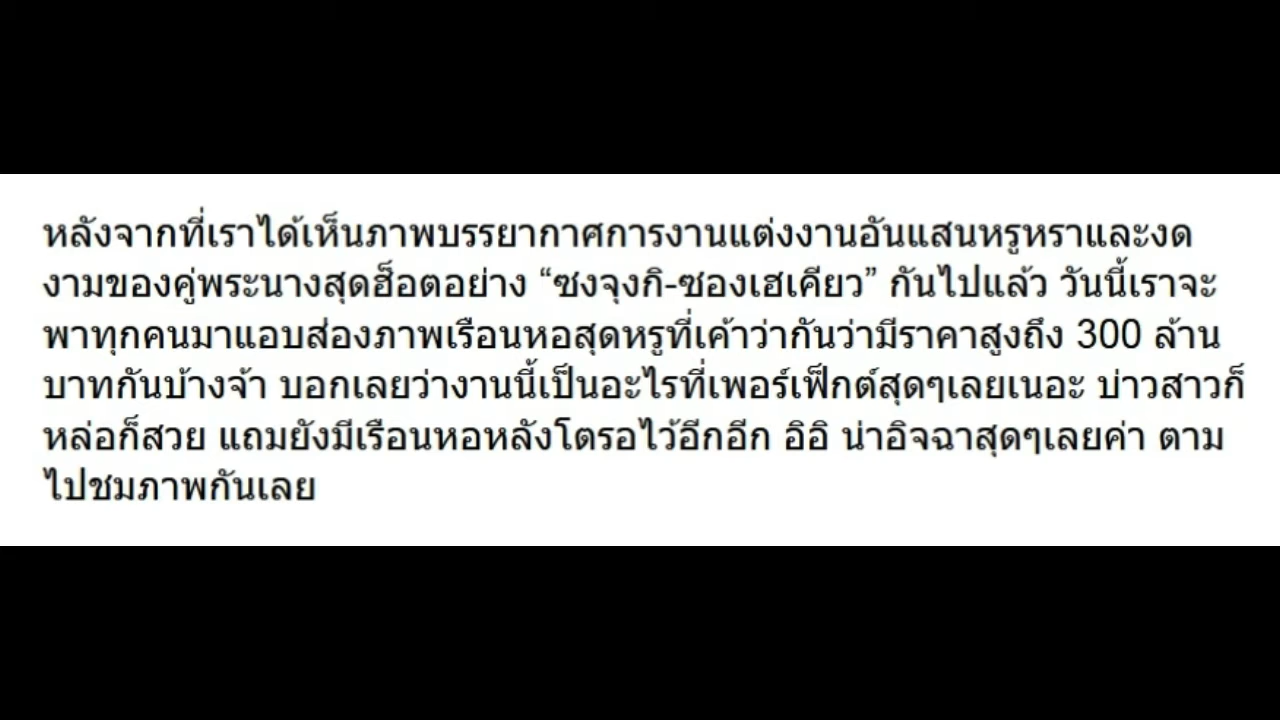 หลังจากที่เราได้เห็นภาพบรรยากาศการงานแต่งงานอันแสนหรูหราและงด
งามของคู่พระนางสุดฮ็อตอย่าง “ซงจุงกิ-ซองเฮเคียว” กันไปแล้ว วันนี้เราจะ
พาทุกคนมาแอบส่องภาพเรือนหอสุดหรูที่เค้าว่ากันว่ามีราคาสูงถึง 300 ล้าน
บาทกันบ้างจ้า บอกเลยว่างานนี้เป็นอะไรที่เพอร์เฟ็กต์สุดๆเลยเนอะ บ่าวสาวก็
หล่อก็สวย แถมยังมีเรือนหอหลังโตรอไว้อีกอีก อิอิ น่าอิจฉาสุดๆเลยค่า ตาม
ไปชมภาพกันเลย